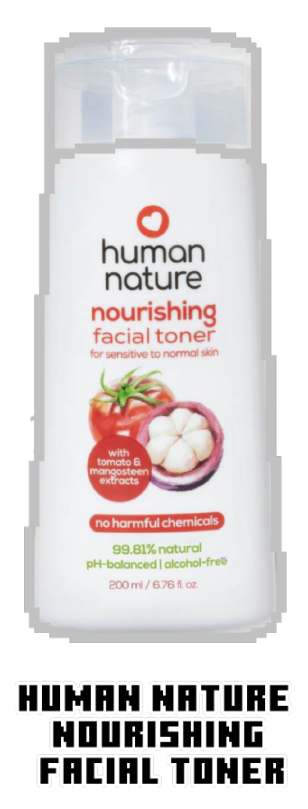 human
nature
nourishing
facial toner
for sensitive to normal skin
with
tomato &
mangosteen
extracts
no harmful chemicals
99.81% natural
pH-balanced | alcohol-free
200 ml / 6.76 fl. oz.
HUMAN NATURE
NOURISHING
FACIAL TONER